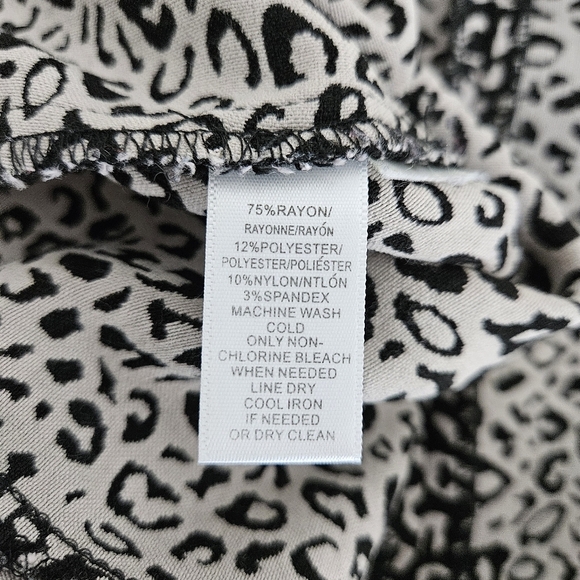 75%RAYON/
RAYONNE/RAYÓN
12%POLYESTER/
POLYESTER/POLIÉSTER
10%NYLON/NTLÓN
3%SPANDEX
MACHINE WASH
COLD
ONLY NON-
CHLORINE BLEACH
WHEN NEEDED
LINE DRY
COOL IRON
IF NEEDED
OR DRY CLEAN